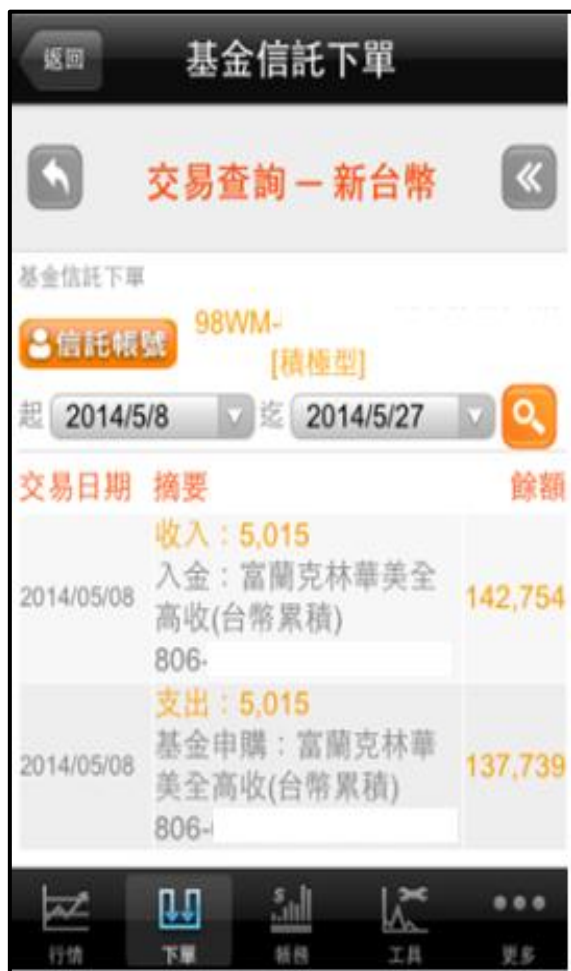 返回
基金信託下單
交易查詢 — 新台幣
基金信託下單
信託帳號
98WM-
[積極型]
起 2014/5/8 迄 2014/5/27
交易日期 摘要 餘額
收入：5,015
入金：富蘭克林華美全
2014/05/08 142,754
高收(台幣累積)
806-
支出：5,015
基金申購：富蘭克林華
2014/05/08 137,739
美全高收(台幣累積)
806-
行情 下單 帳務 工具 更多